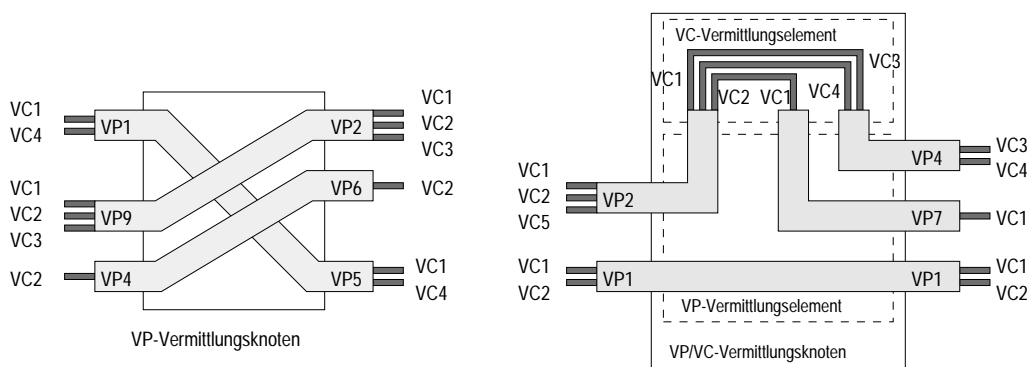 VC1
VC4
VP1
VC1
VC2
VC3
VP9
VC2
VP4
VP2
VC1
VC2
VC3
VP6
VC2
VP5
VC1
VC4
VP-Vermittlungsknoten
VC-Vermittlungselement
VC1
VC3
VC2
VC1
VC4
VC1
VC2
VC5
VP2
VP4
VC3
VC4
VP7
VC1
VC1
VC2
VP1
VP1
VC1
VC2
VP-Vermittlungselement
VP/VC-Vermittlungsknoten